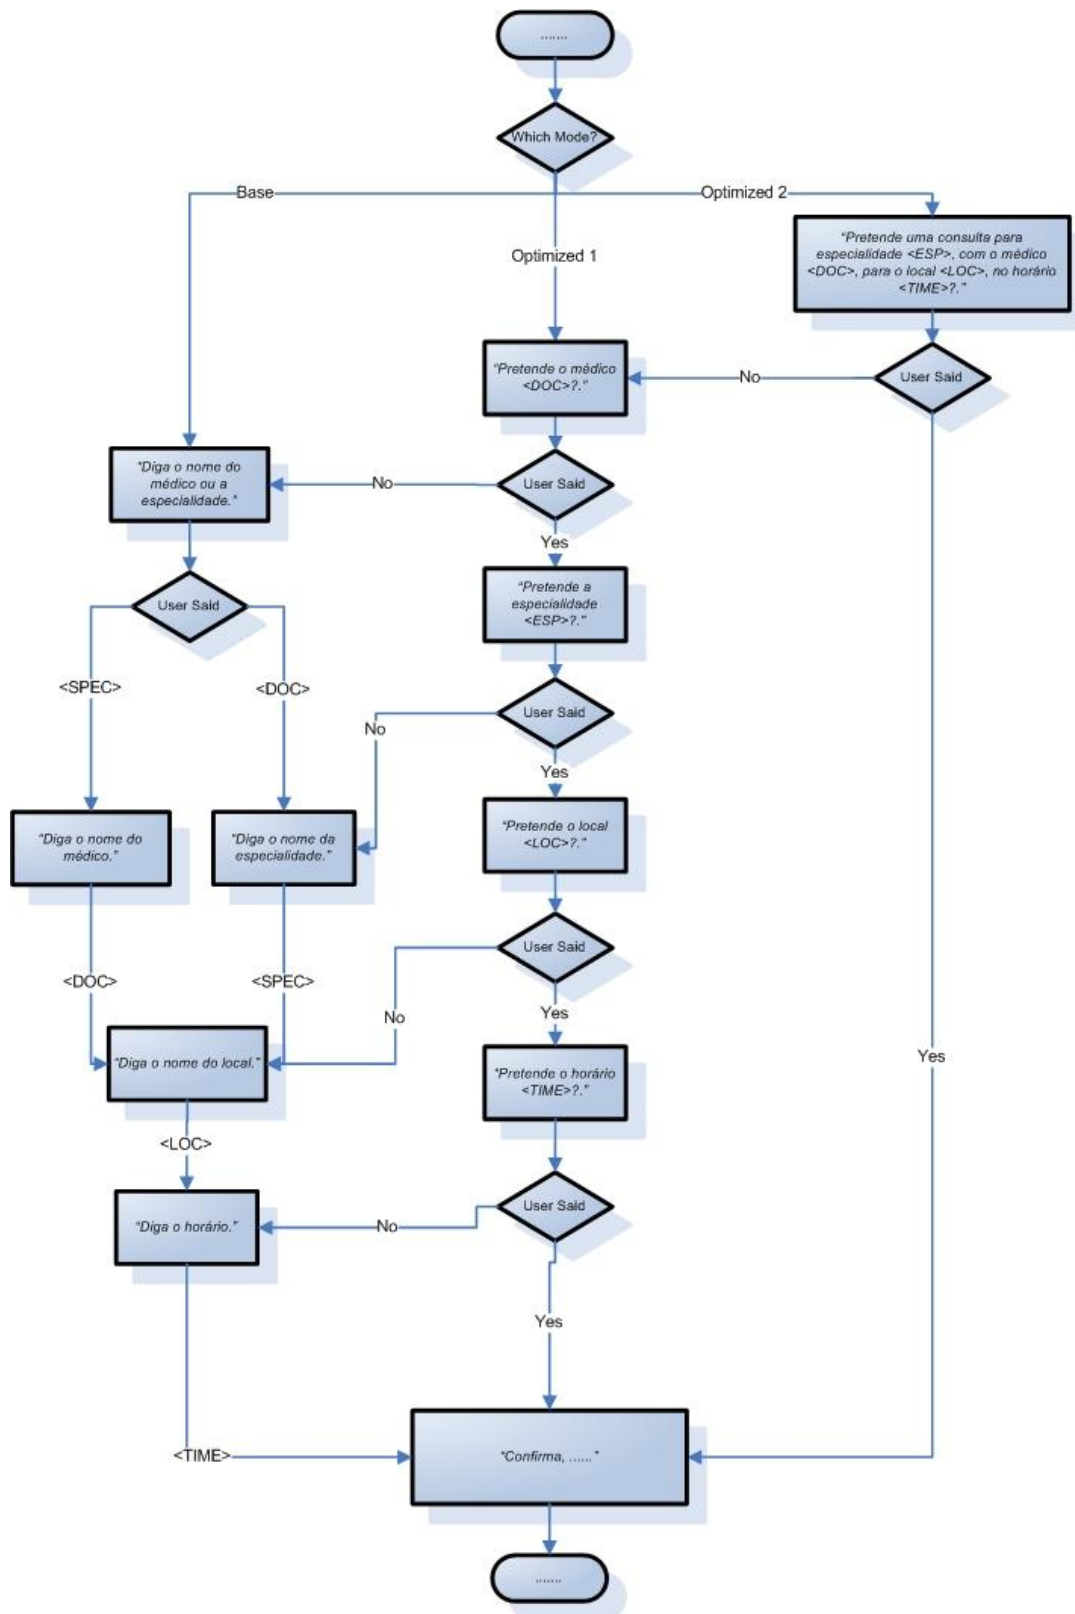 .......
Which Mode?
Base
Optimized 2
Optimized 1
“Pretende uma consulta para
especialidade <ESP>, com o médico
<DOC>, para o local <LOC>, no horário
<TIME>?.”
“Pretende o médico
<DOC>?.”
No
User Said
“Diga o nome do
médico ou a
especialidade.”
No
User Said
Yes
“Pretende a
especialidade
<ESP>?.”
User Said
<SPEC>
<DOC>
No
User Said
Yes
“Diga o nome do
médico.”
“Diga o nome da
especialidade.”
“Pretende o local
<LOC>?.”
User Said
<DOC>
<SPEC>
No
Yes
“Diga o nome do local.”
“Pretende o horário
<TIME>?.”
Yes
<LOC>
“Diga o horário.”
No
User Said
Yes
<TIME>
“Confirma, ......”
.......